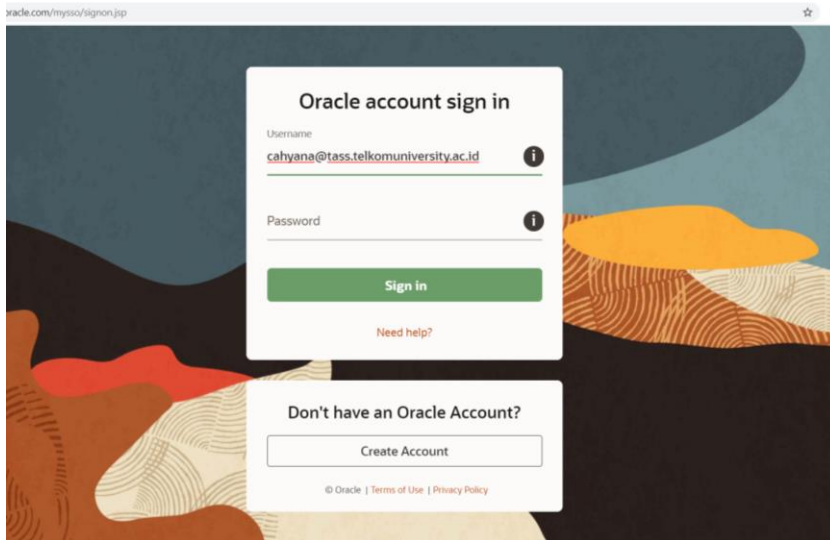 oracle.com/mysso/signon.jsp
Oracle account sign in
Username
cahyana@tass.telkomuniversity.ac.id
i
Password
i
Sign in
Need help?
Don't have an Oracle Account?
Create Account
© Oracle | Terms of Use | Privacy Policy